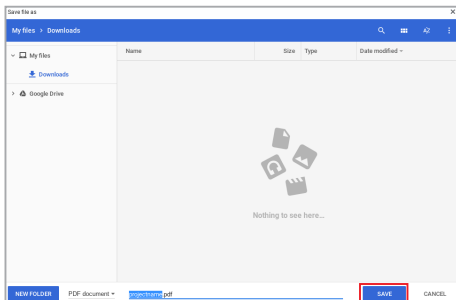 Save file as
My files > Downloads
AZ
My files
Downloads
Google Drive
Name Size Type Date modified
Nothing to see here...
NEW FOLDER PDF document projectname.pdf SAVE CANCEL